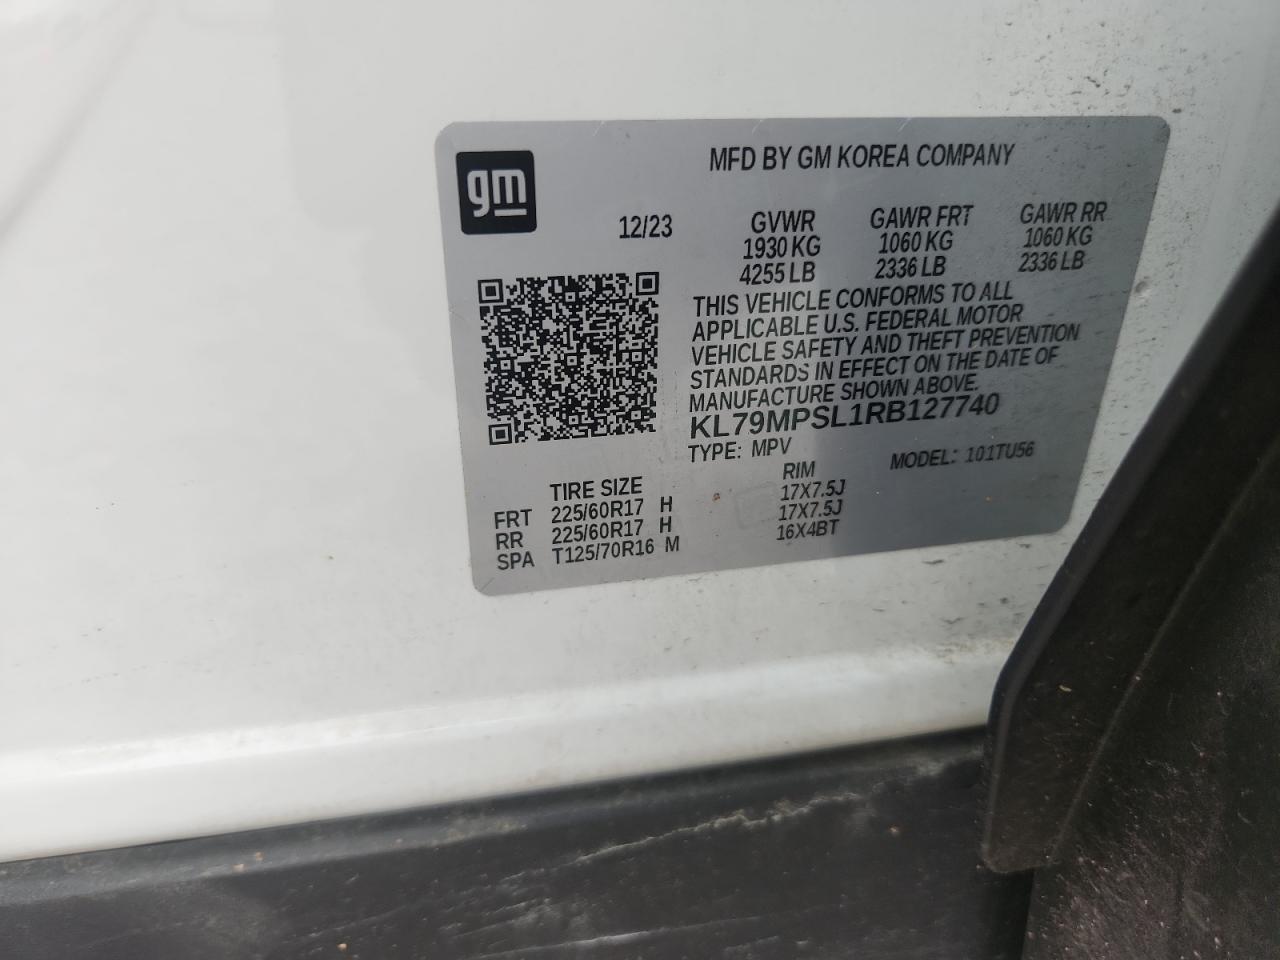 gm
MFD BY GM KOREA COMPANY
12/23 GVWR GAWR FRT GAWR RR
1930 KG 1060 KG 1060 KG
4255 LB 2336 LB 2336 LB
THIS VEHICLE CONFORMS TO ALL
APPLICABLE U.S. FEDERAL MOTOR
VEHICLE SAFETY AND THEFT PREVENTION
STANDARDS IN EFFECT ON THE DATE OF
MANUFACTURE SHOWN ABOVE.
KL79MPSL1RB127740
TYPE: MPV MODEL: 101TU56
TIRE SIZE RIM
FRT 225/60R17 H 17X7.5J
RR 225/60R17 H 17X7.5J
SPA T125/70R16 M 16X4BT